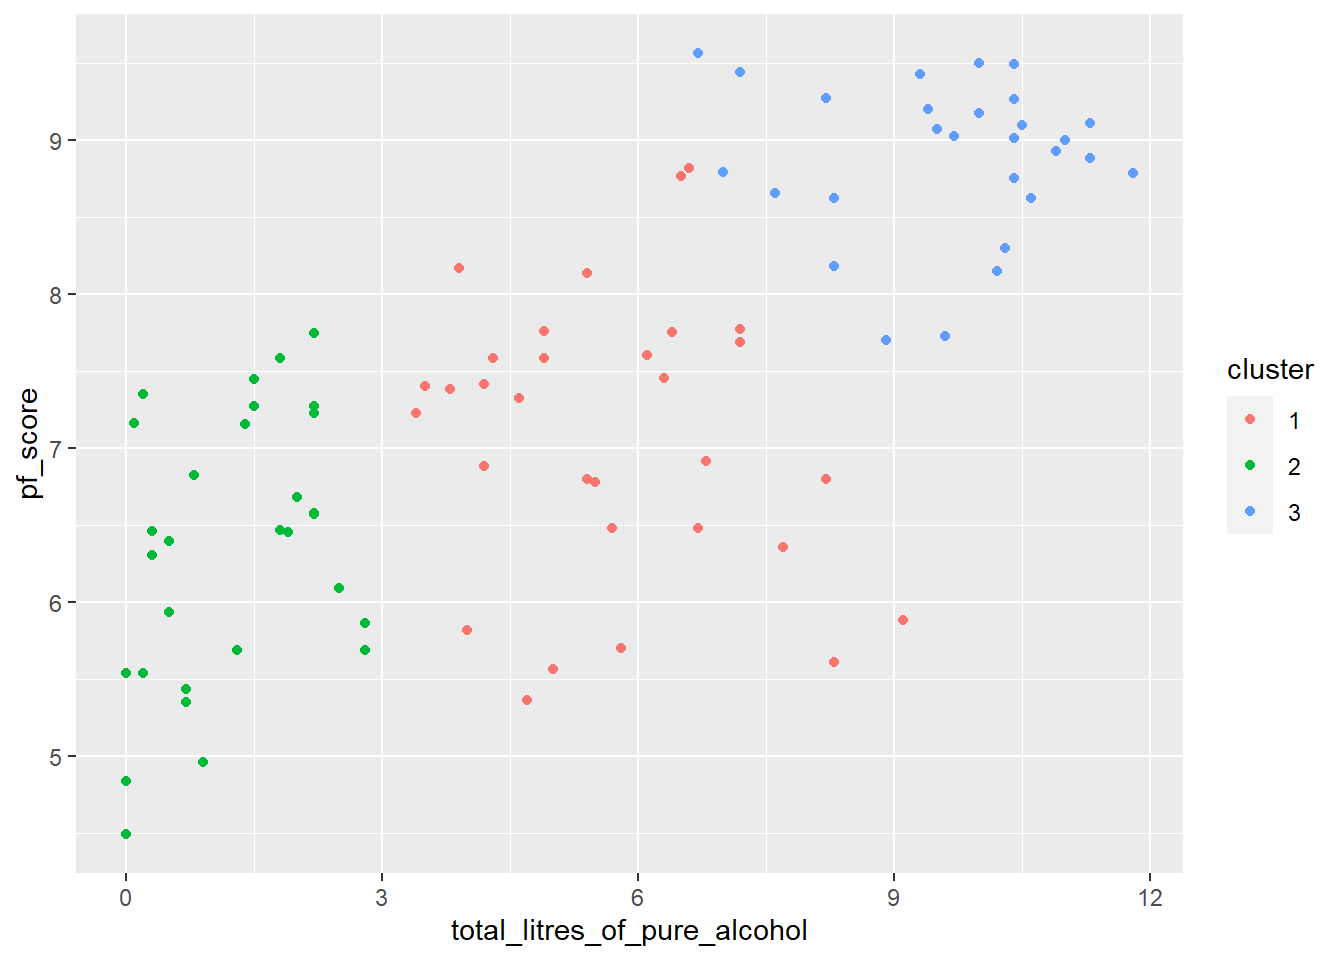 9
8
7
6
5
pf_score
0 3 6 9 12
total_litres_of_pure_alcohol
cluster
1
2
3